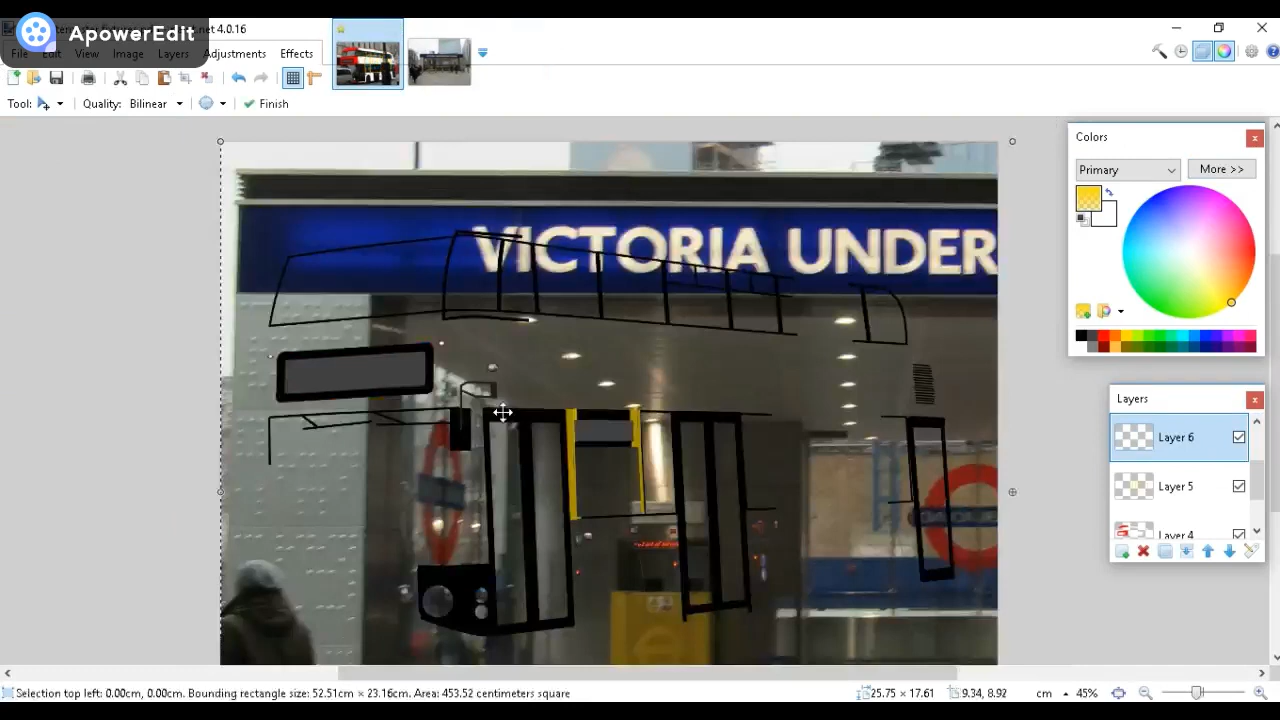 ApowerEdit
.net 4.0.16
File Edit View Image Layers Adjustments Effects
Tool: Quality: Bilinear Finish
Colors
Primary More >>
VICTORIA UNDER
Layers
Layer 6
Layer 5
Layer 4
Selection top left: 0.00cm, 0.00cm. Bounding rectangle size: 52.51cm × 23.16cm. Area: 453.52 centimeters square
25.75 × 17.61 9.34, 8.92 cm 45%